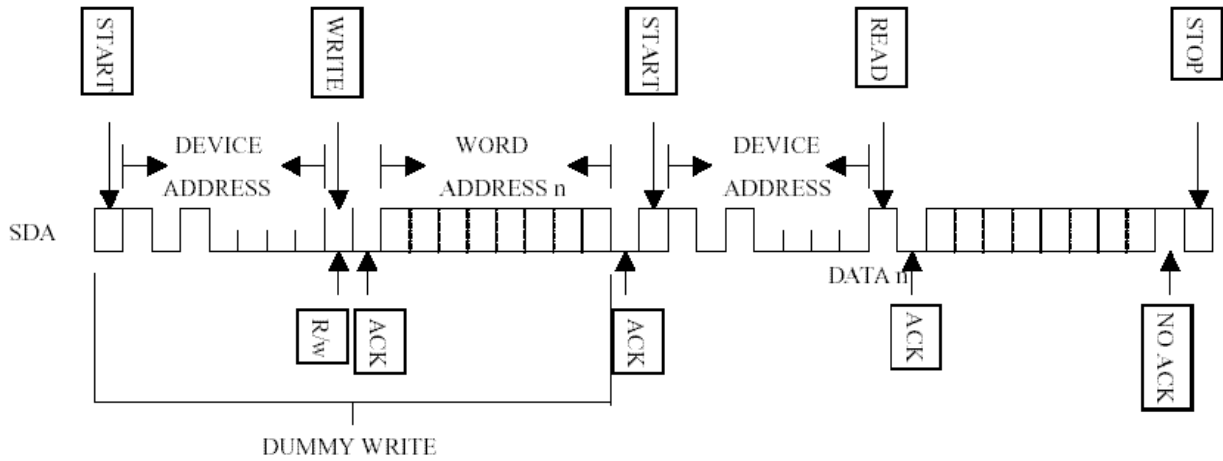 START
WRITE
START
READ
STOP
DEVICE
ADDRESS
WORD
ADDRESS n
DEVICE
ADDRESS
SDA
DATA n
R/w
ACK
ACK
ACK
NO ACK
DUMMY WRITE